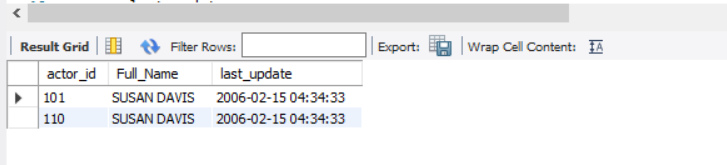 Result Grid Filter Rows: Export: Wrap Cell Content: IA
actor_id Full_Name last_update
101 SUSAN DAVIS 2006-02-15 04:34:33
110 SUSAN DAVIS 2006-02-15 04:34:33